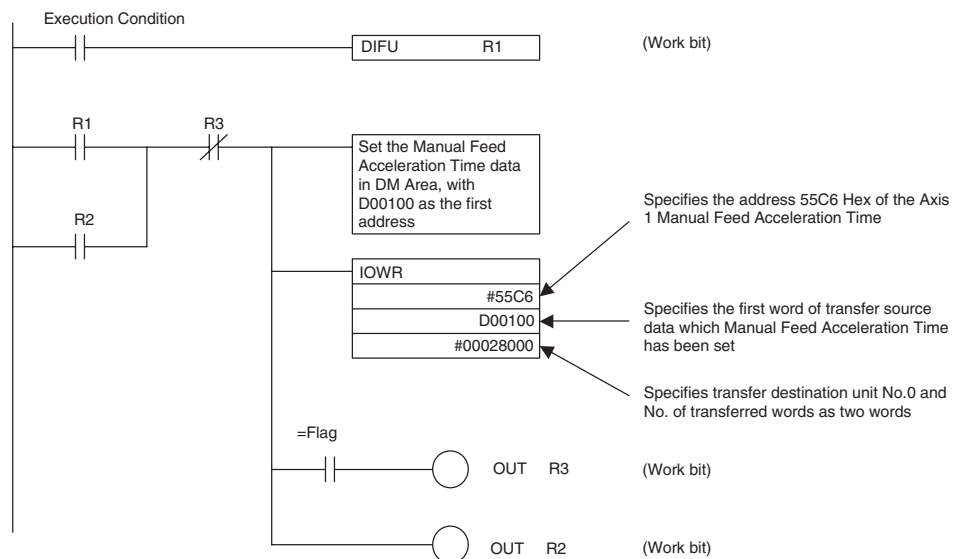 Execution Condition
DIFU R1
(Work bit)
R1
R3
Set the Manual Feed
Acceleration Time data
in DM Area, with
D00100 as the first
address
R2
Specifies the address 55C6 Hex of the Axis
1 Manual Feed Acceleration Time
IOWR
#55C6
D00100
#00028000
Specifies the first word of transfer source
data which Manual Feed Acceleration Time
has been set
Specifies transfer destination unit No.0 and
No. of transferred words as two words
=Flag
OUT R3
(Work bit)
OUT R2
(Work bit)